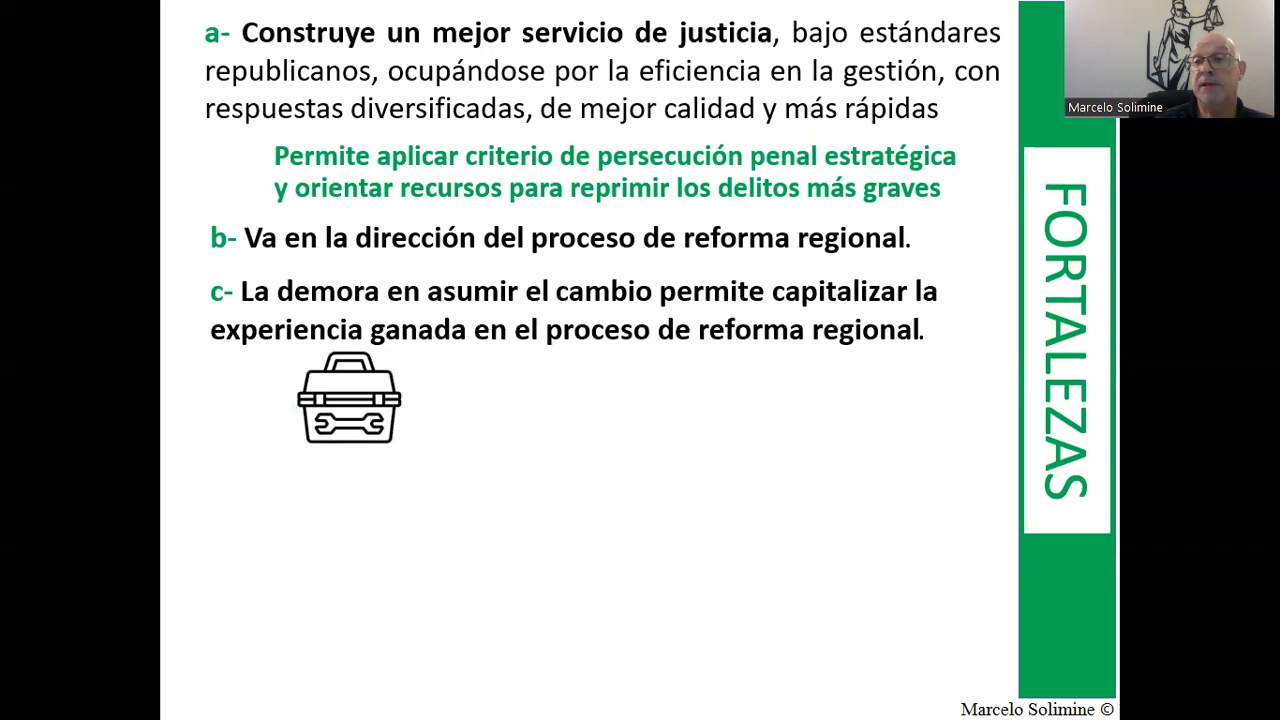 a- Construye un mejor servicio de justicia, bajo estándares
republicanos, ocupándose por la eficiencia en la gestión, con
respuestas diversificadas, de mejor calidad y más rápidas
Permite aplicar criterio de persecución penal estratégica
y orientar recursos para reprimir los delitos más graves
b- Va en la dirección del proceso de reforma regional.
c- La demora en asumir el cambio permite capitalizar la
experiencia ganada en el proceso de reforma regional.
FORTALEZAS
Marcelo Solimine
Marcelo Solimine ©